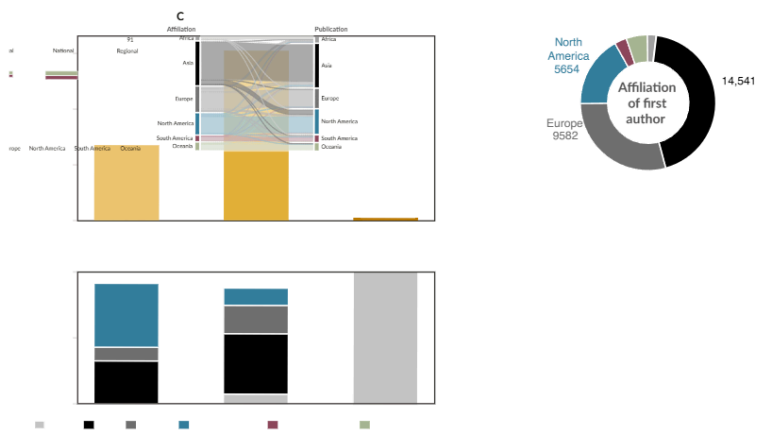 C
Affiliation
Publication
91
Regional
National
Africa
Asia
Europe
North America
South America
Oceania
Africa
Asia
Europe
North America
South America
Oceania
North America South America Oceania
North
America
5654
14,541
Affiliation
of first
author
Europe
9582